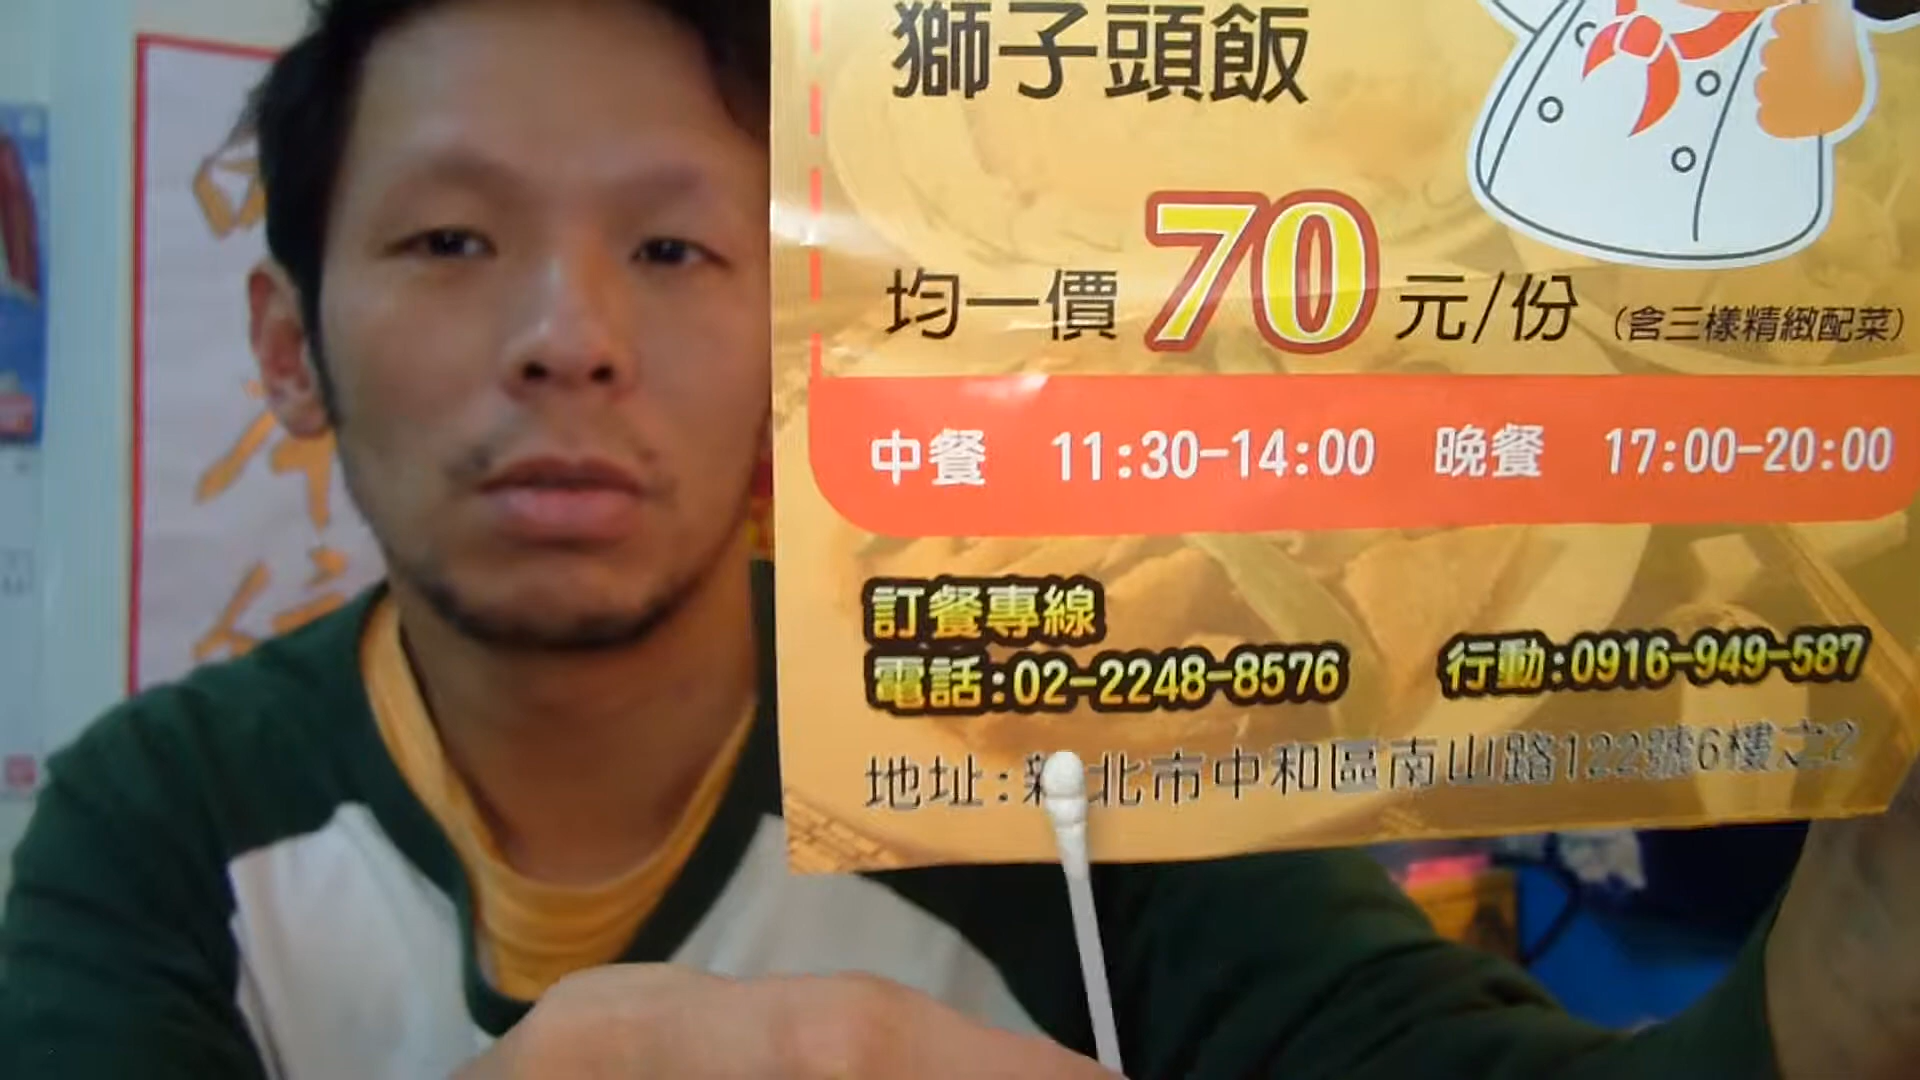 獅子頭飯
均一價70元/份（含三樣精緻配菜）
中餐 11:30-14:00 晚餐 17:00-20:00
訂餐專線
電話:02-2248-8576 行動:0916-949-587
地址:新北市中和區南山路122號6樓之2